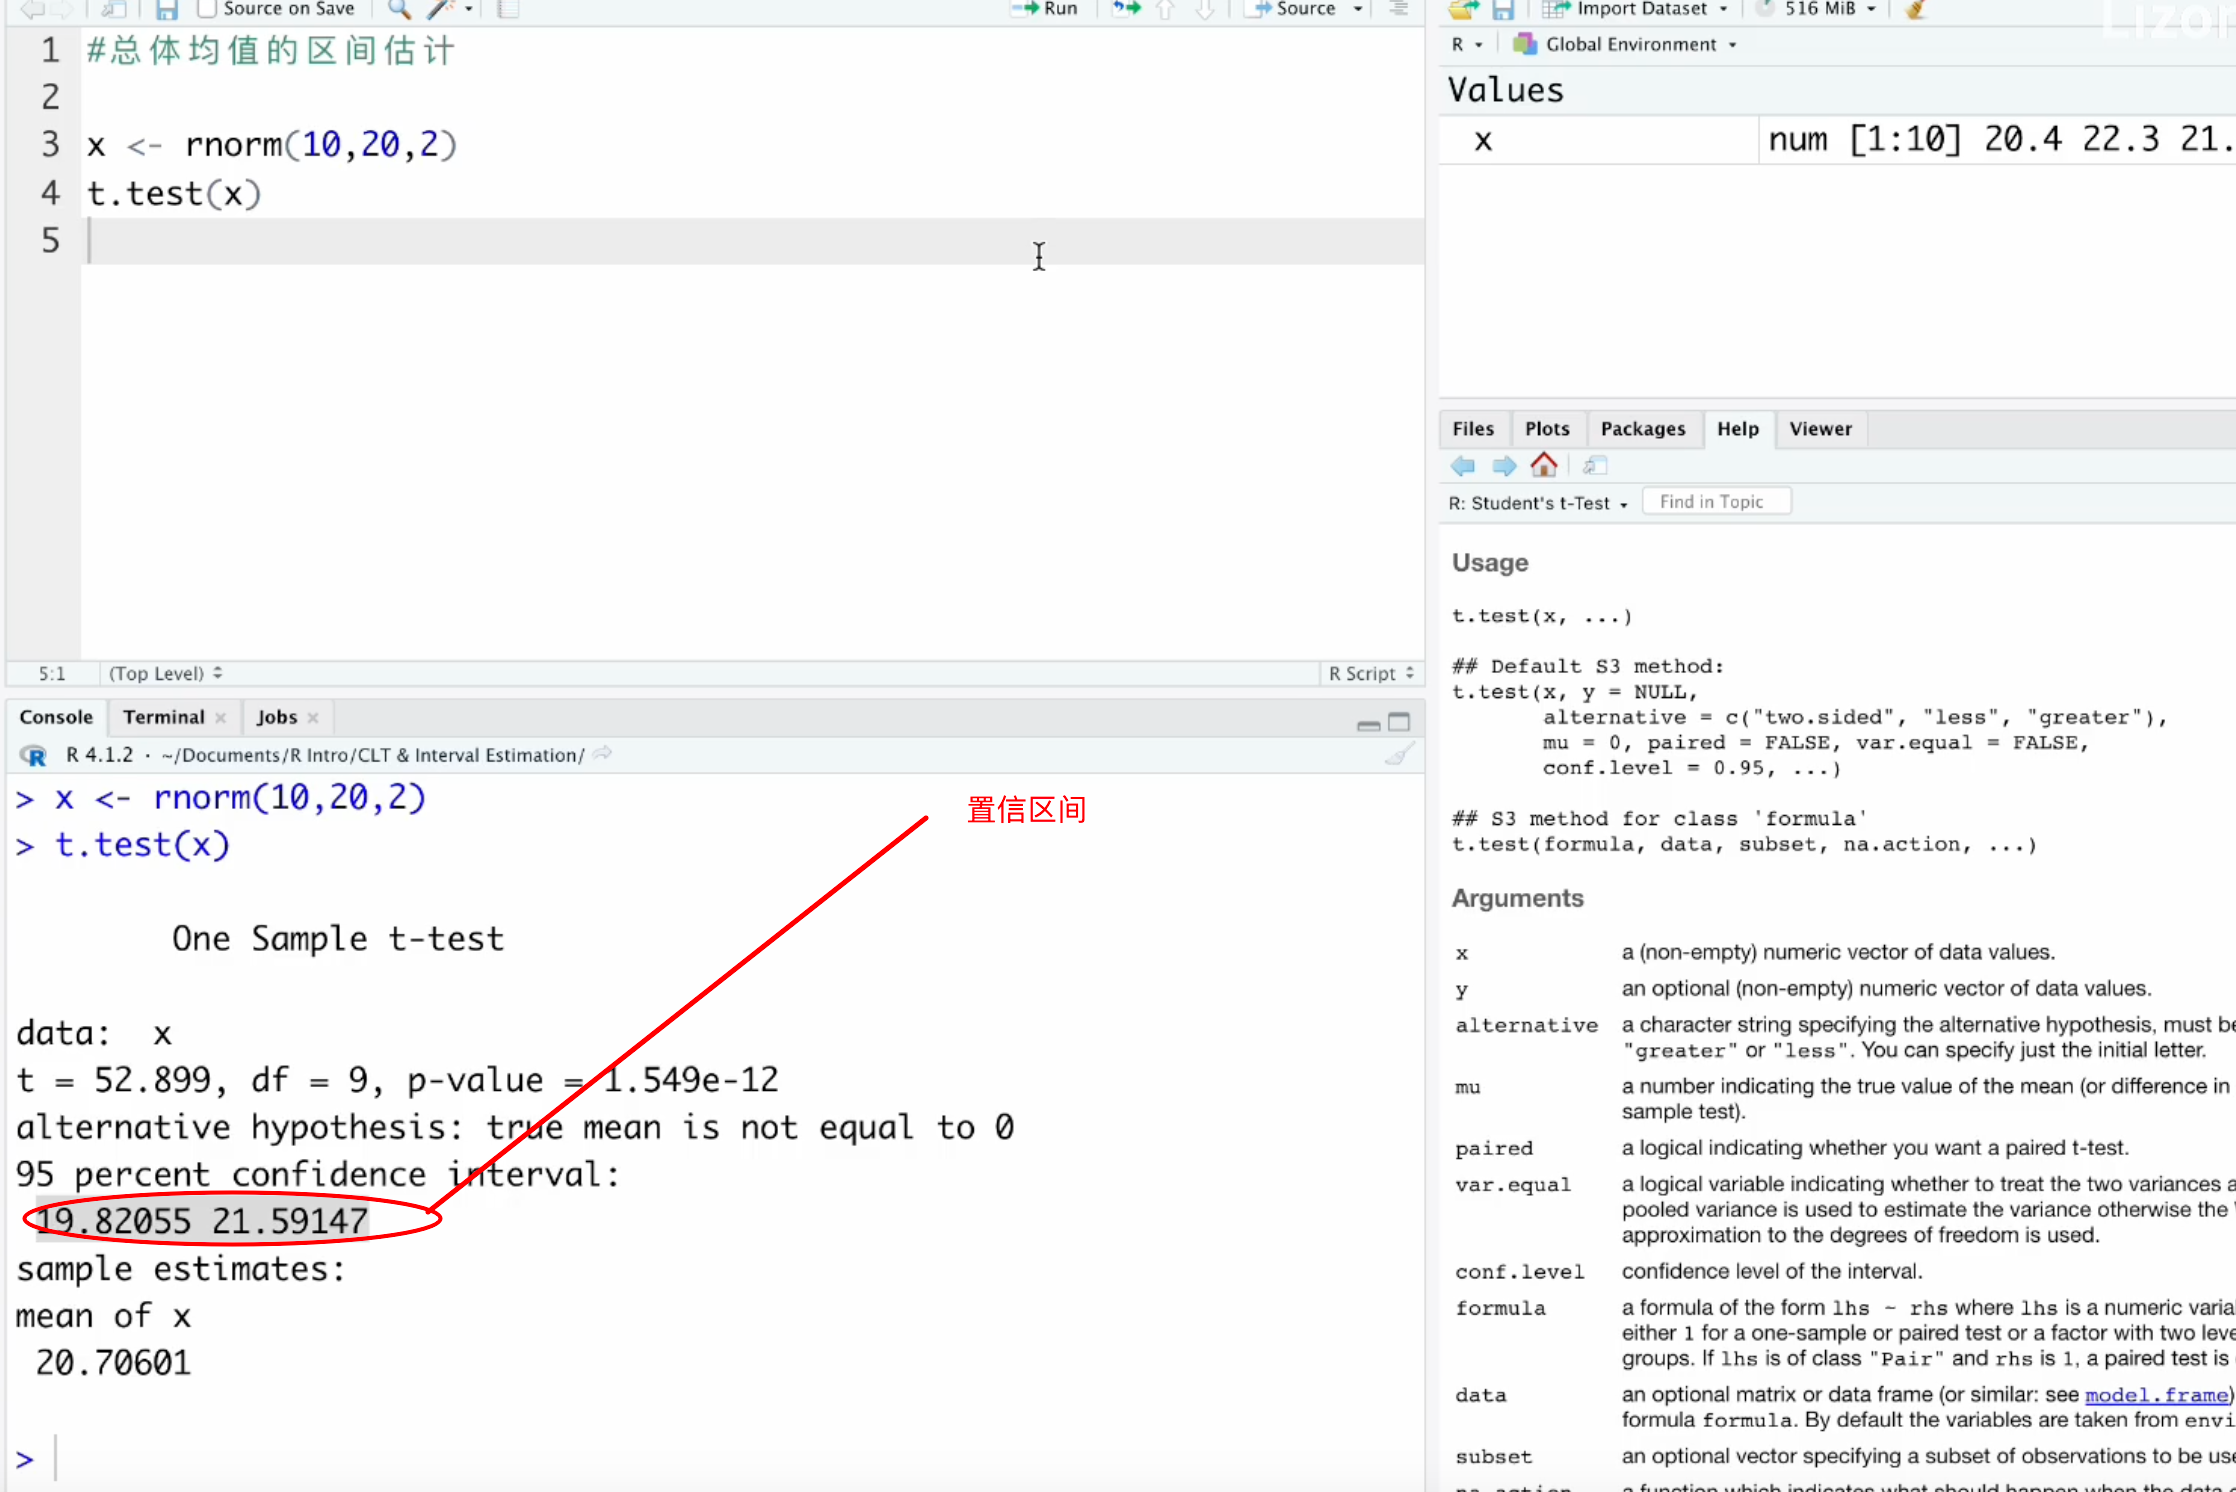 Source on Save
Run
Source
#总体均值的区间估计
x <- rnorm(10,20,2)
t.test(x)
1
2
3
4
5
5:1
(Top Level)
R Script
Console
Terminal
Jobs
R 4.1.2 · ~/Documents/R Intro/CLT & Interval Estimation/
> x <- rnorm(10,20,2)
> t.test(x)
置信区间
One Sample t-test
data:  x
t = 52.899, df = 9, p-value = 1.549e-12
alternative hypothesis: true mean is not equal to 0
95 percent confidence interval:
19.82055 21.59147
sample estimates:
mean of x
20.70601
>
Import Dataset
516 MiB
R
Global Environment
Values
x num [1:10] 20.4 22.3 21.
Files
Plots
Packages
Help
Viewer
R: Student's t-Test
Find in Topic
Usage
t.test(x, ...)
## Default S3 method:
t.test(x, y = NULL,
alternative = c("two.sided", "less", "greater"),
mu = 0, paired = FALSE, var.equal = FALSE,
conf.level = 0.95, ...)
## S3 method for class 'formula'
t.test(formula, data, subset, na.action, ...)
Arguments
x a (non-empty) numeric vector of data values.
y an optional (non-empty) numeric vector of data values.
alternative a character string specifying the alternative hypothesis, must be
"greater" or "less". You can specify just the initial letter.
mu a number indicating the true value of the mean (or difference in
sample test).
paired a logical indicating whether you want a paired t-test.
var.equal a logical variable indicating whether to treat the two variances a
pooled variance is used to estimate the variance otherwise the
approximation to the degrees of freedom is used.
conf.level confidence level of the interval.
formula a formula of the form lhs ~ rhs where lhs is a numeric varia
either 1 for a one-sample or paired test or a factor with two leve
groups. If lhs is of class "Pair" and rhs is 1, a paired test is
data an optional matrix or data frame (or similar: see model.frame)
formula formula. By default the variables are taken from envi
subset an optional vector specifying a subset of observations to be use